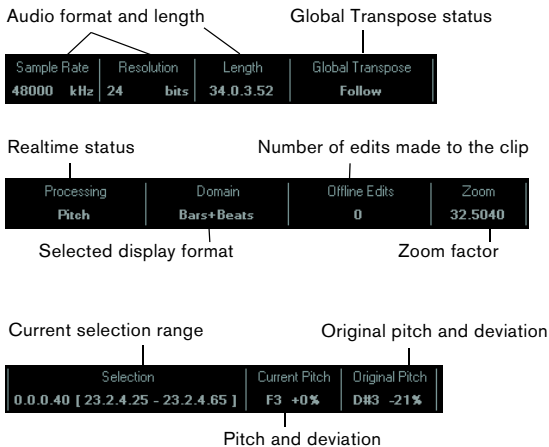 Audio format and length
Global Transpose status
Sample Rate Resolution Length Global Transpose
48000 kHz 24 bits 34.0.3.52 Follow
Realtime status
Number of edits made to the clip
Processing Domain Offline Edits Zoom
Pitch Bars+Beats 0 32.5040
Selected display format
Zoom factor
Current selection range
Original pitch and deviation
Selection Current Pitch Original Pitch
0.0.0.40 [ 23.2.4.25 - 23.2.4.65 ] F3 +0% D#3 -21%
Pitch and deviation